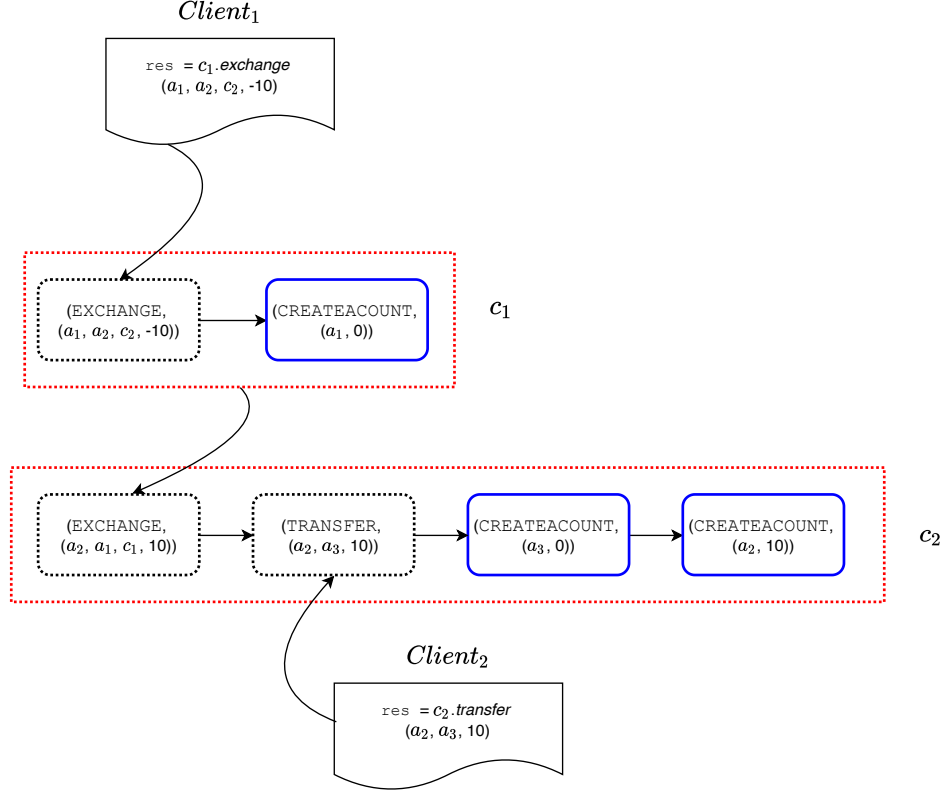 Client₁
res = c₁.exchange
(a₁, a₂, c₂, -10)
(EXCHANGE,
(a₁, a₂, c₂, -10))
(CREATEACOUNT,
(a₁, 0))
c₁
(EXCHANGE,
(a₂, a₁, c₁, 10))
(TRANSFER,
(a₂, a₃, 10))
(CREATEACOUNT,
(a₃, 0))
(CREATEACOUNT,
(a₂, 10))
c₂
Client₂
res = c₂.transfer
(a₂, a₃, 10)